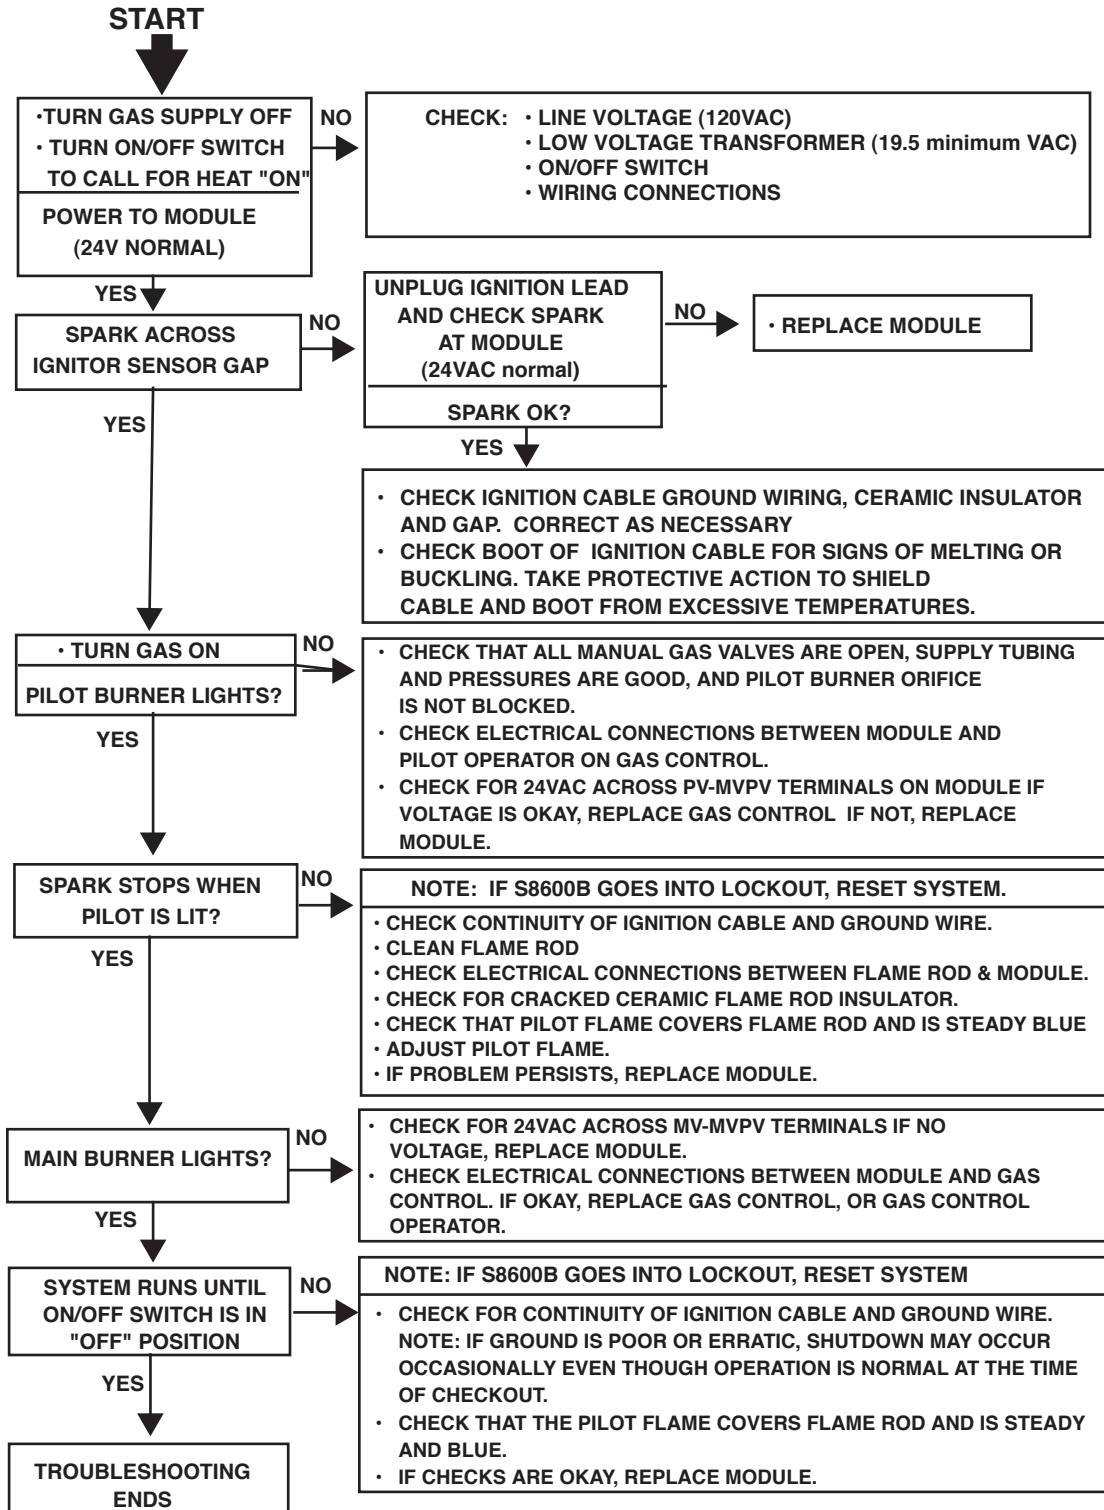 START
·TURN GAS SUPPLY OFF
· TURN ON/OFF SWITCH
TO CALL FOR HEAT "ON"
POWER TO MODULE
(24V NORMAL)
NO
CHECK: · LINE VOLTAGE (120VAC)
· LOW VOLTAGE TRANSFORMER (19.5 minimum VAC)
· ON/OFF SWITCH
· WIRING CONNECTIONS
YES
SPARK ACROSS
IGNITOR SENSOR GAP
NO
UNPLUG IGNITION LEAD
AND CHECK SPARK
AT MODULE
(24VAC normal)
SPARK OK?
NO
· REPLACE MODULE
YES
YES
· CHECK IGNITION CABLE GROUND WIRING, CERAMIC INSULATOR
AND GAP. CORRECT AS NECESSARY
· CHECK BOOT OF IGNITION CABLE FOR SIGNS OF MELTING OR
BUCKLING. TAKE PROTECTIVE ACTION TO SHIELD
CABLE AND BOOT FROM EXCESSIVE TEMPERATURES.
· TURN GAS ON
PILOT BURNER LIGHTS?
NO
· CHECK THAT ALL MANUAL GAS VALVES ARE OPEN, SUPPLY TUBING
AND PRESSURES ARE GOOD, AND PILOT BURNER ORIFICE
IS NOT BLOCKED.
· CHECK ELECTRICAL CONNECTIONS BETWEEN MODULE AND
PILOT OPERATOR ON GAS CONTROL.
· CHECK FOR 24VAC ACROSS PV-MVPV TERMINALS ON MODULE IF
VOLTAGE IS OKAY, REPLACE GAS CONTROL IF NOT, REPLACE
MODULE.
YES
SPARK STOPS WHEN
PILOT IS LIT?
NO
NOTE: IF S8600B GOES INTO LOCKOUT, RESET SYSTEM.
· CHECK CONTINUITY OF IGNITION CABLE AND GROUND WIRE.
· CLEAN FLAME ROD
· CHECK ELECTRICAL CONNECTIONS BETWEEN FLAME ROD & MODULE.
· CHECK FOR CRACKED CERAMIC FLAME ROD INSULATOR.
· CHECK THAT PILOT FLAME COVERS FLAME ROD AND IS STEADY BLUE
· ADJUST PILOT FLAME.
· IF PROBLEM PERSISTS, REPLACE MODULE.
YES
MAIN BURNER LIGHTS?
NO
· CHECK FOR 24VAC ACROSS MV-MVPV TERMINALS IF NO
VOLTAGE, REPLACE MODULE.
· CHECK ELECTRICAL CONNECTIONS BETWEEN MODULE AND GAS
CONTROL. IF OKAY, REPLACE GAS CONTROL, OR GAS CONTROL
OPERATOR.
YES
SYSTEM RUNS UNTIL
ON/OFF SWITCH IS IN
"OFF" POSITION
NO
NOTE: IF S8600B GOES INTO LOCKOUT, RESET SYSTEM
· CHECK FOR CONTINUITY OF IGNITION CABLE AND GROUND WIRE.
NOTE: IF GROUND IS POOR OR ERRATIC, SHUTDOWN MAY OCCUR
OCCASIONALLY EVEN THOUGH OPERATION IS NORMAL AT THE TIME
OF CHECKOUT.
· CHECK THAT THE PILOT FLAME COVERS FLAME ROD AND IS STEADY
AND BLUE.
· IF CHECKS ARE OKAY, REPLACE MODULE.
YES
TROUBLESHOOTING
ENDS